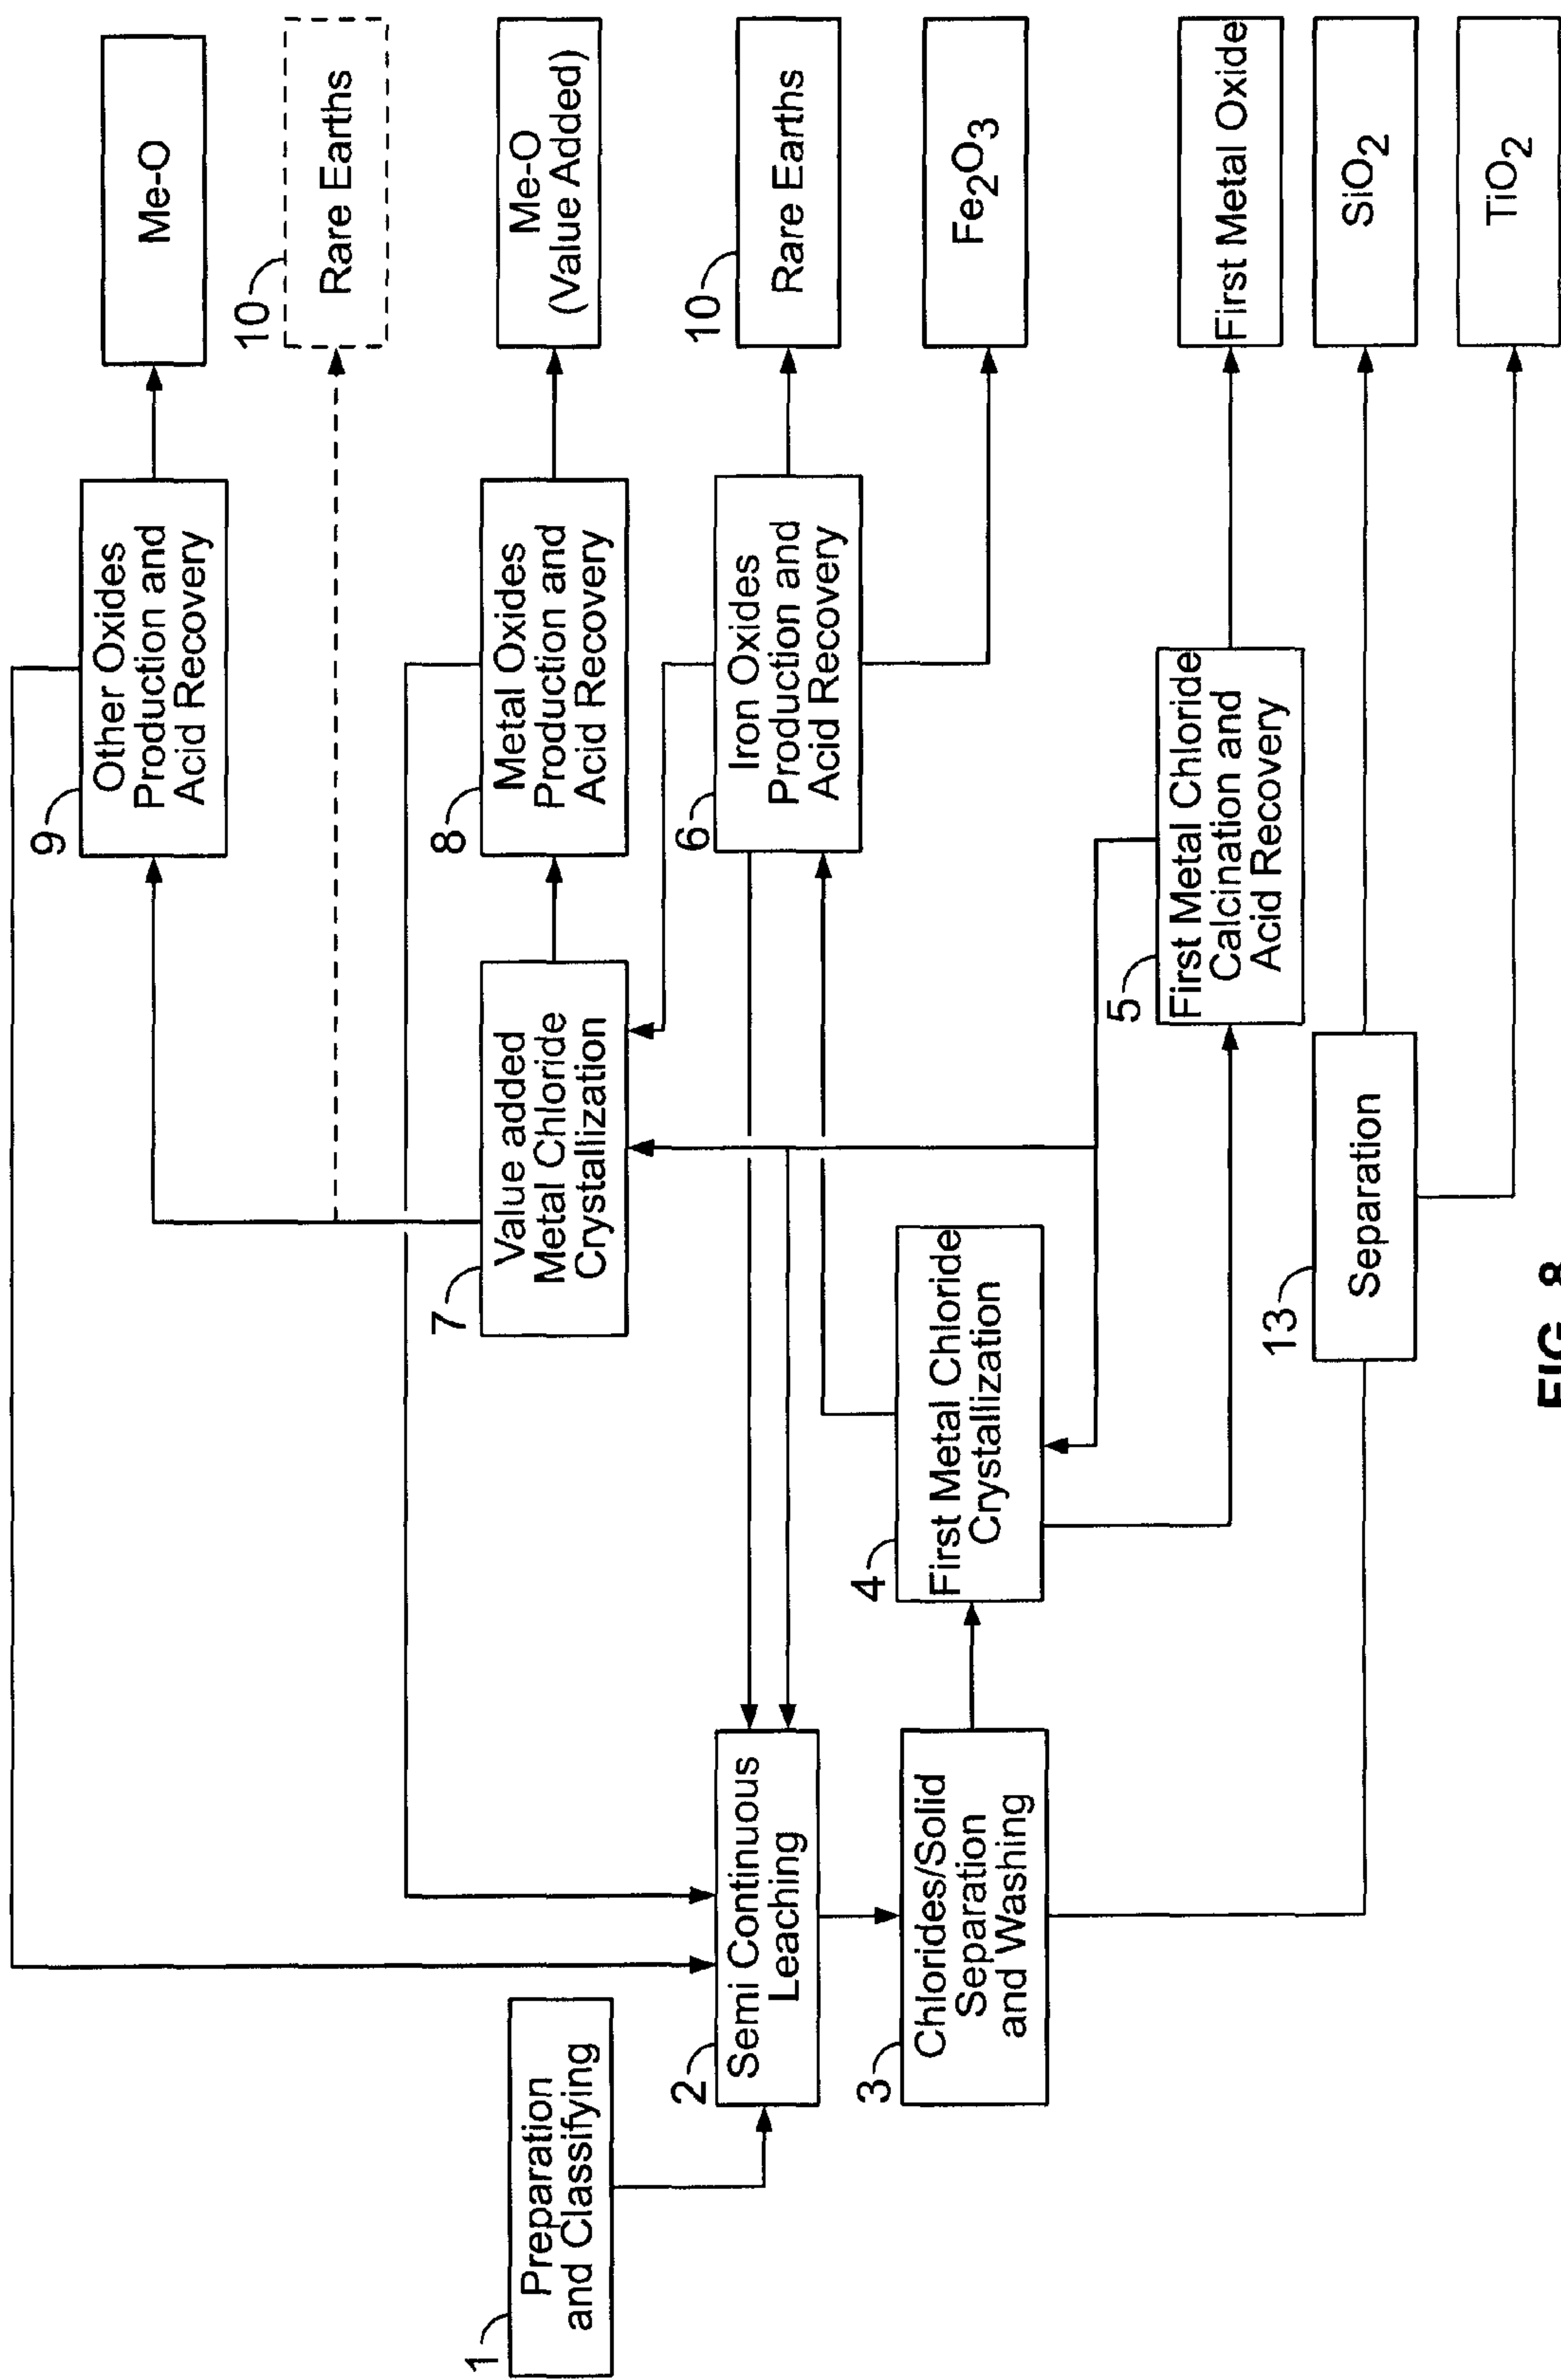 1
Preparation
and Classifying
2
Semi Continuous
Leaching
3
Chlorides/Solid
Separation
and Washing
4
First Metal Chloride
Crystallization
5
First Metal Chloride
Calcination and
Acid Recovery
6
Iron Oxides
Production and
Acid Recovery
7
Value added
Metal Chloride
Crystallization
8
Metal Oxides
Production and
Acid Recovery
9
Other Oxides
Production and
Acid Recovery
13
Separation
Me-O
10
Rare Earths
Me-O
(Value Added)
10
Rare Earths
Fe₂O₃
First Metal Oxide
SiO₂
TiO₂
FIG. 8